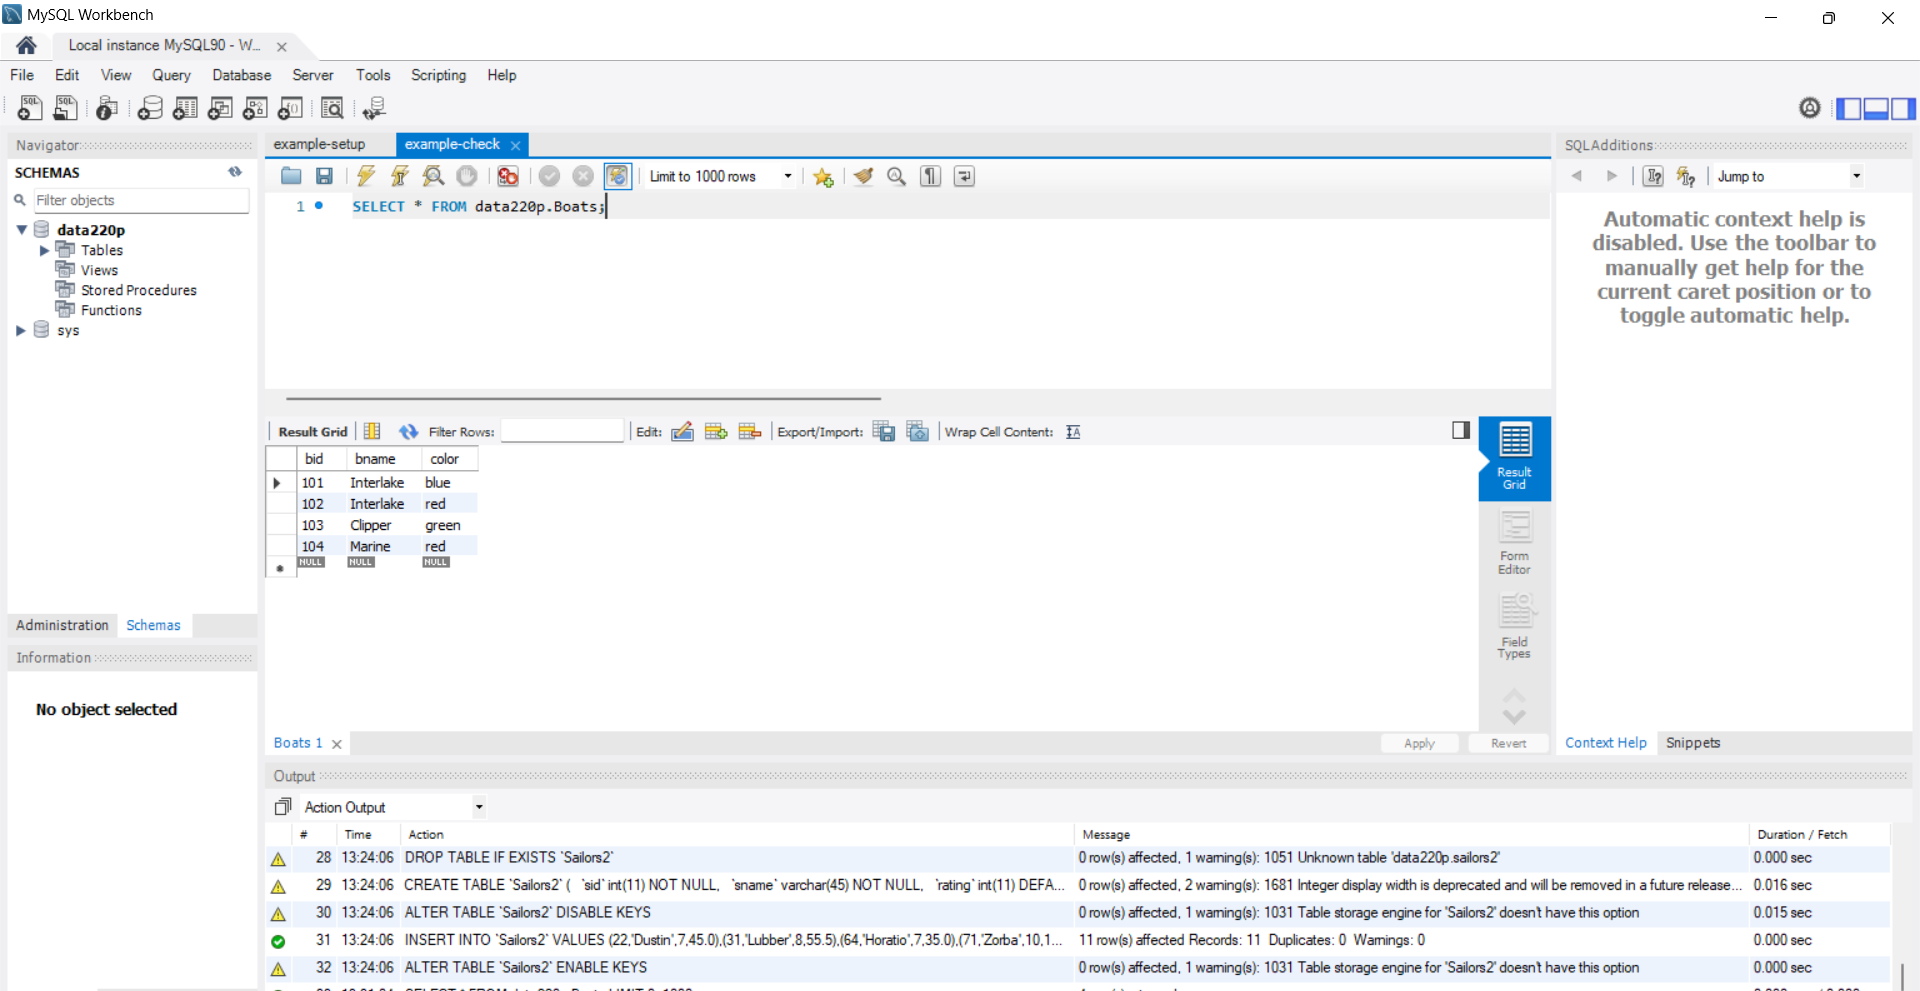 MySQL Workbench
Local instance MySQL90 - W...
File Edit View Query Database Server Tools Scripting Help
Navigator
SCHEMAS
Filter objects
data220p
Tables
Views
Stored Procedures
Functions
sys
Administration Schemas
Information
No object selected
example-setup example-check
Limit to 1000 rows
1 SELECT * FROM data220p.Boats;
Result Grid Filter Rows: Edit: Export/Import: Wrap Cell Content:
bid bname color
101 Interlake blue
102 Interlake red
103 Clipper green
104 Marine red
NULL NULL NULL
Result Grid
Form Editor
Field Types
Boats 1
Apply Revert
SQLAdditions
Jump to
Automatic context help is
disabled. Use the toolbar to
manually get help for the
current caret position or to
toggle automatic help.
Context Help Snippets
Output
Action Output
# Time Action Message Duration / Fetch
28 13:24:06 DROP TABLE IF EXISTS `Sailors2` 0 row(s) affected, 1 warning(s): 1051 Unknown table 'data220p.sailors2' 0.000 sec
29 13:24:06 CREATE TABLE `Sailors2` ( `sid` int(11) NOT NULL, `sname` varchar(45) NOT NULL, `rating` int(11) DEFA... 0 row(s) affected, 2 warning(s): 1681 Integer display width is deprecated and will be removed in a future release... 0.016 sec
30 13:24:06 ALTER TABLE `Sailors2` DISABLE KEYS 0 row(s) affected, 1 warning(s): 1031 Table storage engine for 'Sailors2' doesn't have this option 0.015 sec
31 13:24:06 INSERT INTO `Sailors2` VALUES (22,'Dustin',7,45.0),(31,'Lubber',8,55.5),(64,'Horatio',7,35.0),(71,'Zorba',10,1... 11 row(s) affected Records: 11 Duplicates: 0 Warnings: 0 0.000 sec
32 13:24:06 ALTER TABLE `Sailors2` ENABLE KEYS 0 row(s) affected, 1 warning(s): 1031 Table storage engine for 'Sailors2' doesn't have this option 0.000 sec